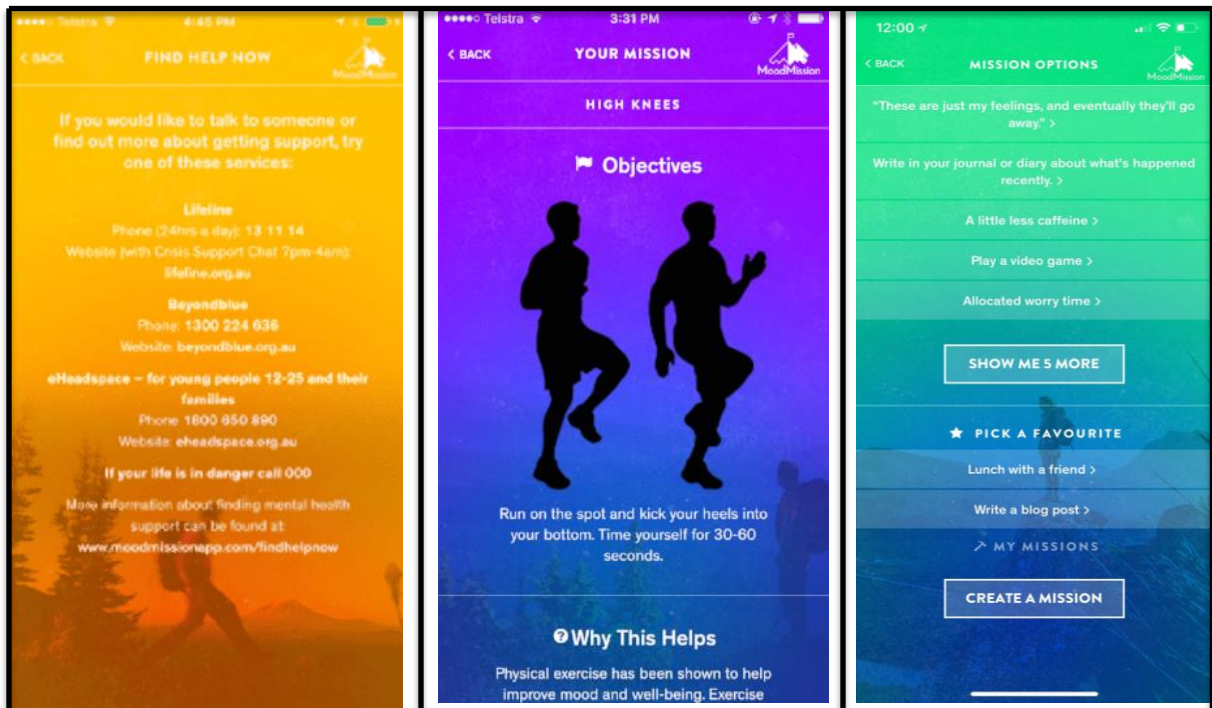 Telstra 4:45 PM
< BACK FIND HELP NOW
MoodMission
If you would like to talk to someone or
find out more about getting support, try
one of these services:
Lifeline
Phone (24hrs a day): 13 11 14
Website (with Crisis Support Chat 7pm-4am):
lifeline.org.au
Beyondblue
Phone: 1300 224 636
Website: beyondblue.org.au
eHeadspace – for young people 12-25 and their
families
Phone 1800 650 890
Website: eheadspace.org.au
If your life is in danger call 000
More information about finding mental health
support can be found at:
www.moodmissionapp.com/findhelpnow
Telstra 3:31 PM
< BACK YOUR MISSION
MoodMission
HIGH KNEES
Objectives
Run on the spot and kick your heels into
your bottom. Time yourself for 30-60
seconds.
Why This Helps
Physical exercise has been shown to help
improve mood and well-being. Exercise
12:00
< BACK MISSION OPTIONS
MoodMission
"These are just my feelings, and eventually they'll go
away." >
Write in your journal or diary about what's happened
recently. >
A little less caffeine >
Play a video game >
Allocated worry time >
SHOW ME 5 MORE
PICK A FAVOURITE
Lunch with a friend >
Write a blog post >
MY MISSIONS
CREATE A MISSION